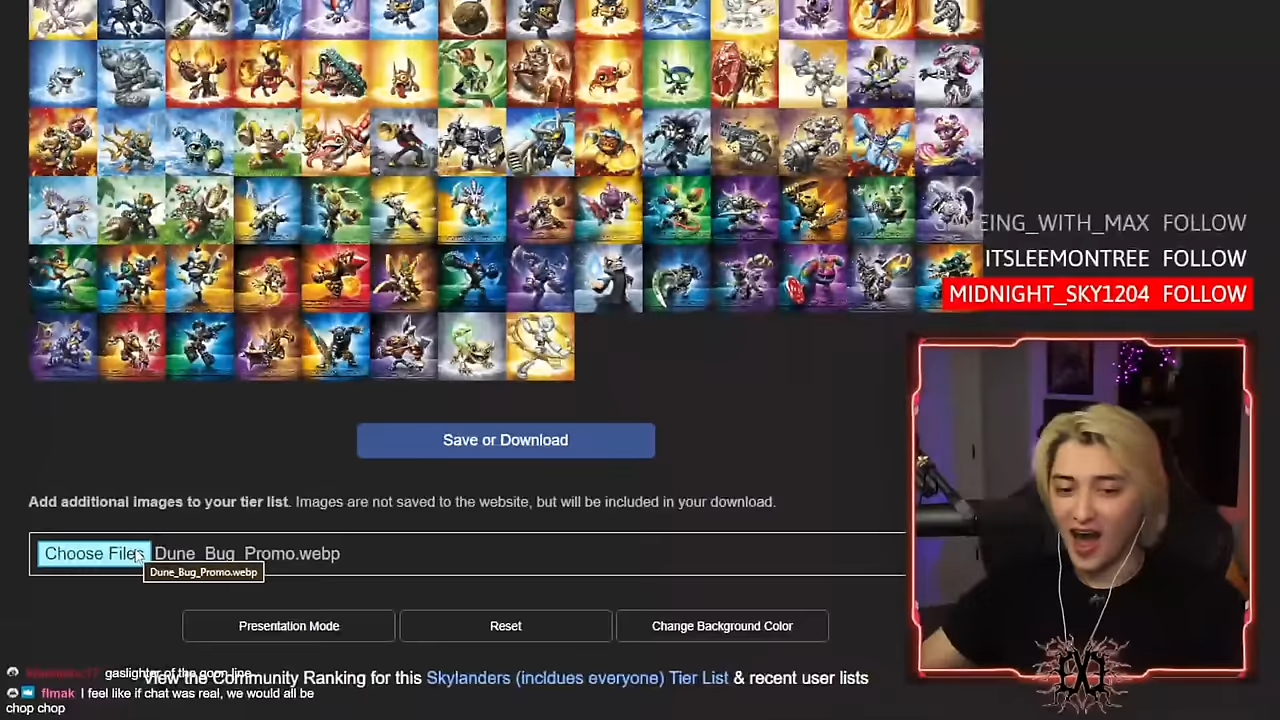 EING_WITH_MAX FOLLOW
ITSLEEMONTREE FOLLOW
MIDNIGHT_SKY1204 FOLLOW
Save or Download
Add additional images to your tier list. Images are not saved to the website, but will be included in your download.
Choose Files Dune_Bug_Promo.webp
Dune_Bug_Promo.webp
Presentation Mode
Reset
Change Background Color
gaslighter of the goon line
View the Community Ranking for this Skylanders (incldues everyone) Tier List & recent user lists
flmak I feel like if chat was real, we would all be
chop chop